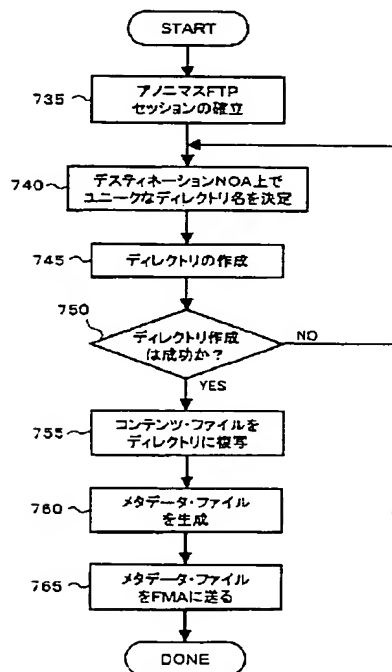 START
735
アノニマスFTP
セッションの確立
740
デスティネーションNOA上で
ユニークなディレクトリ名を決定
745
ディレクトリの作成
750
ディレクトリ作成
は成功か?
NO
YES
755
コンテンツ・ファイルを
ディレクトリに複写
760
メタデータ・ファイル
を生成
765
メタデータ・ファイル
をFMAに送る
DONE